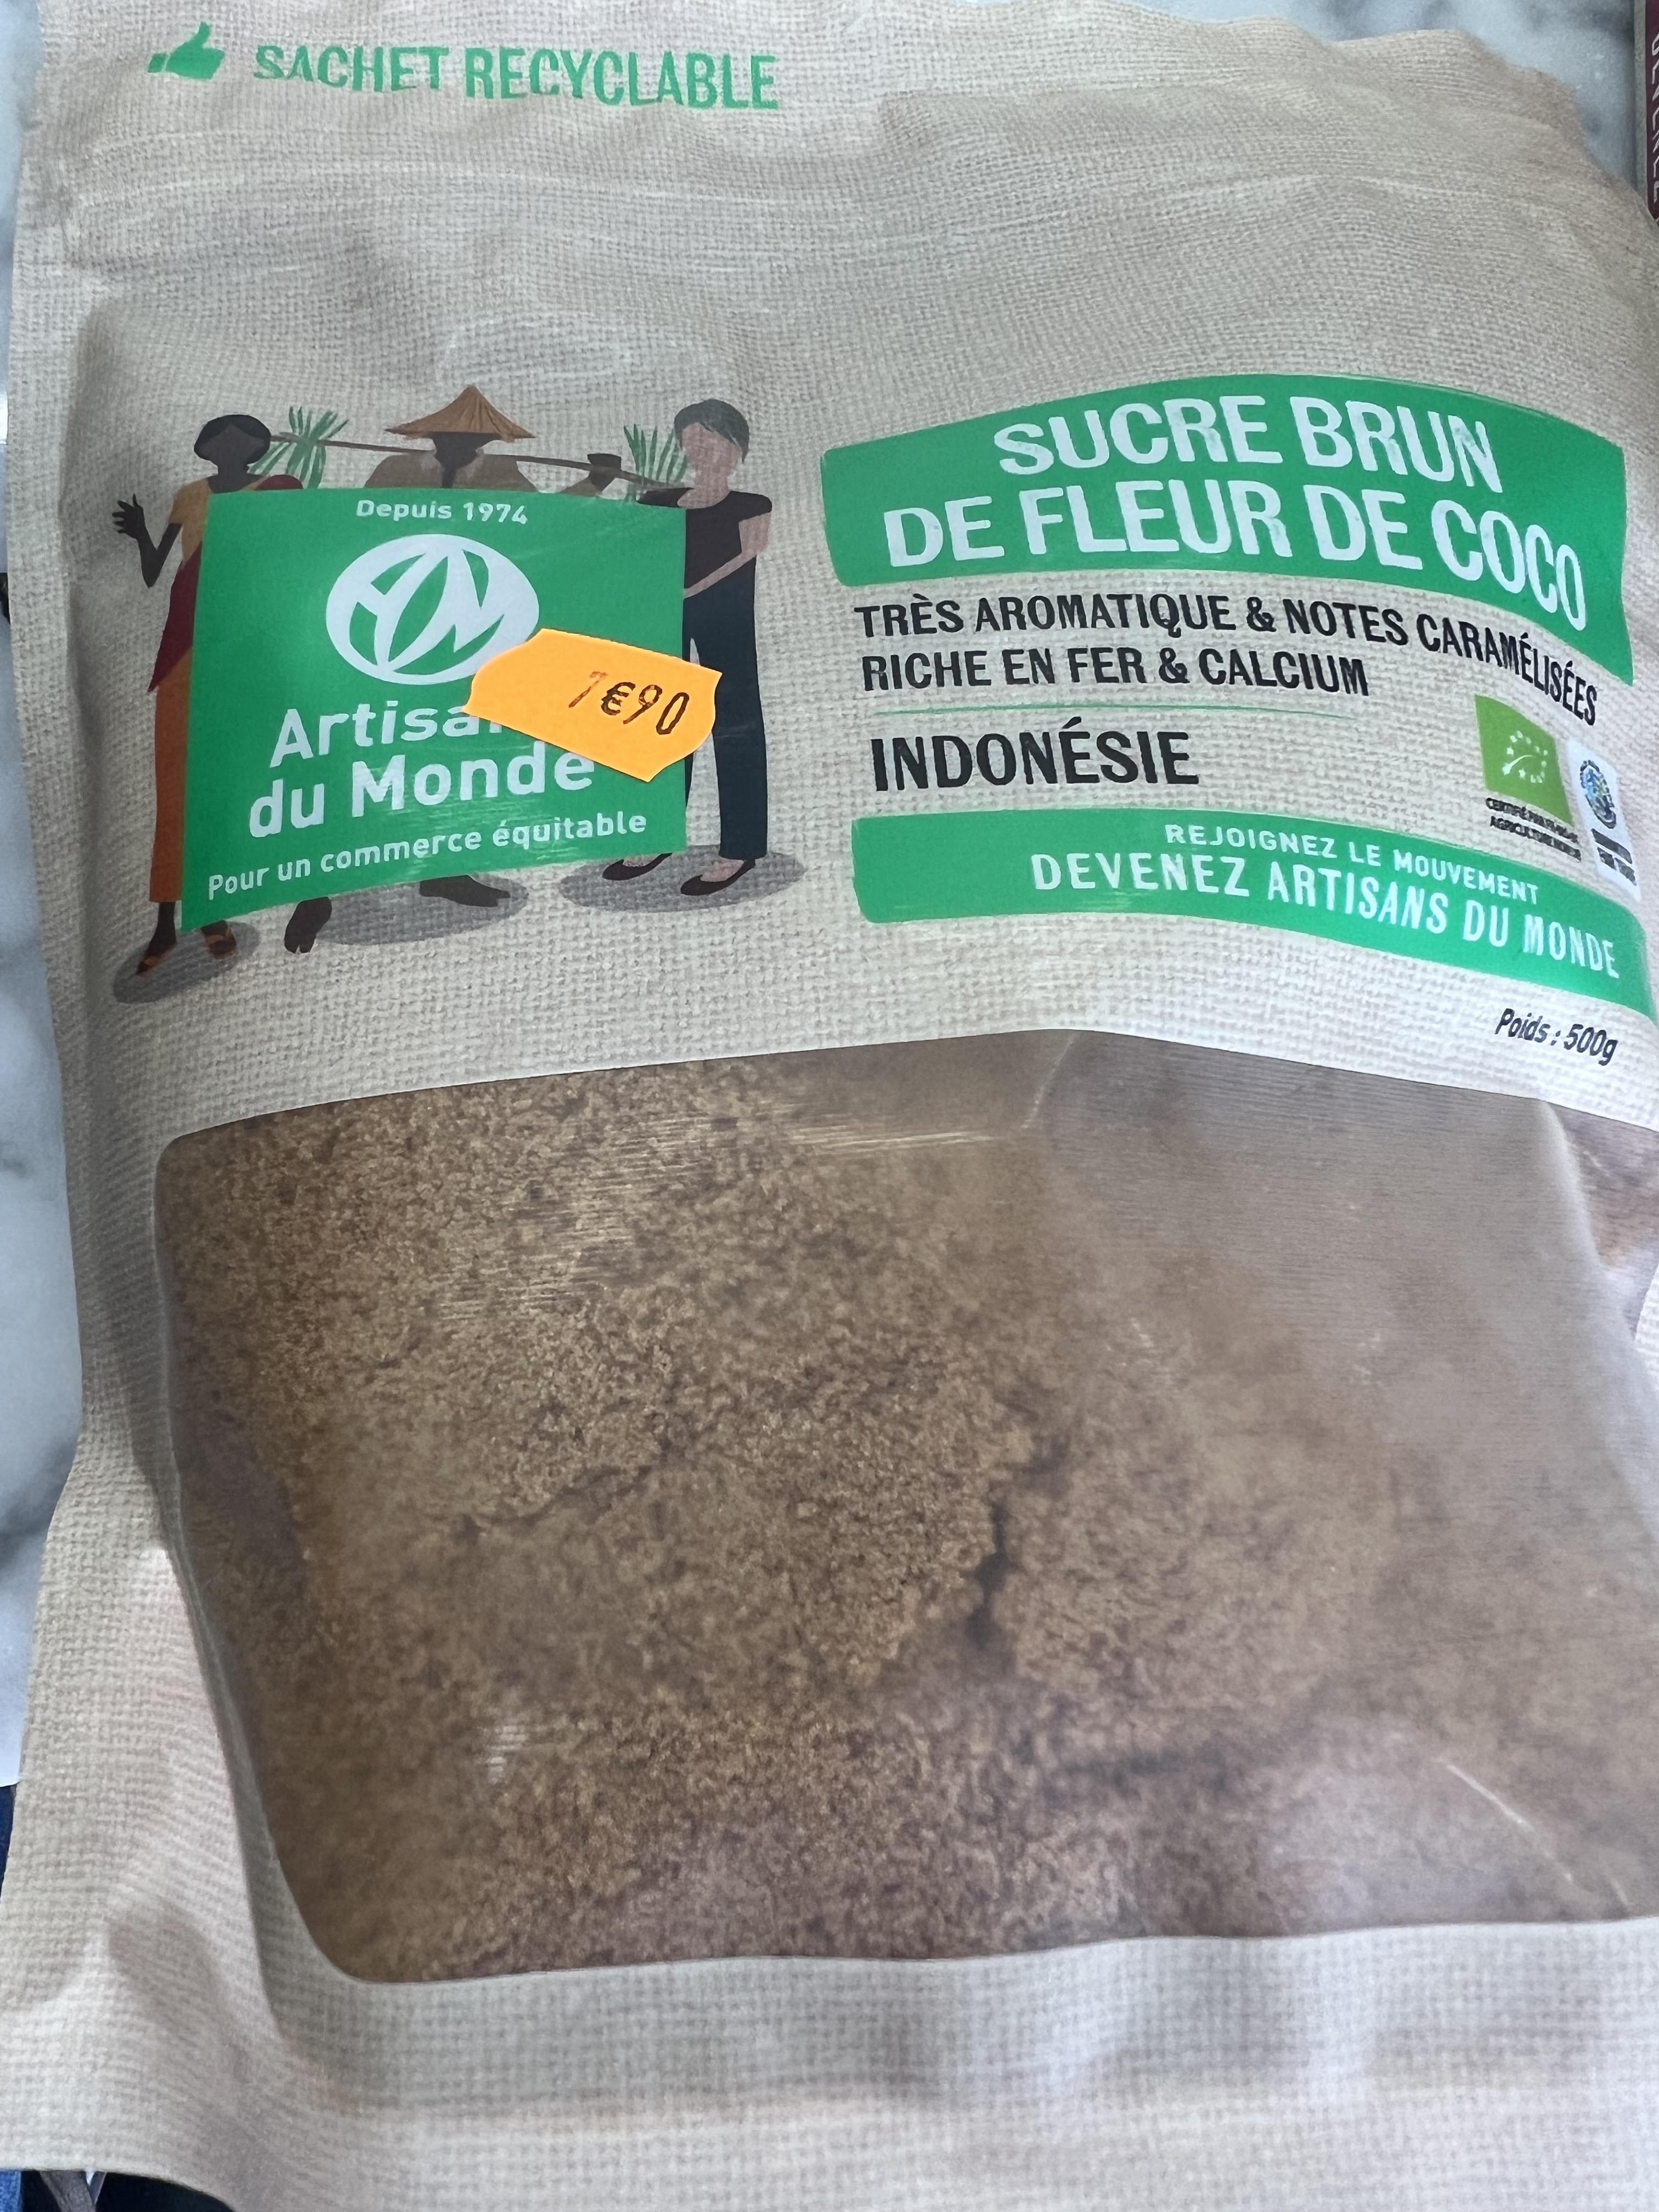 SACHET RECYCLABLE
Depuis 1974
Artisa
du Monde
Pour un commerce équitable
7€90
SUCRE BRUN
DE FLEUR DE COCO
TRÈS AROMATIQUE & NOTES CARAMÉLISÉES
RICHE EN FER & CALCIUM
INDONÉSIE
REJOIGNEZ LE MOUVEMENT
DEVENEZ ARTISANS DU MONDE
Poids : 500g